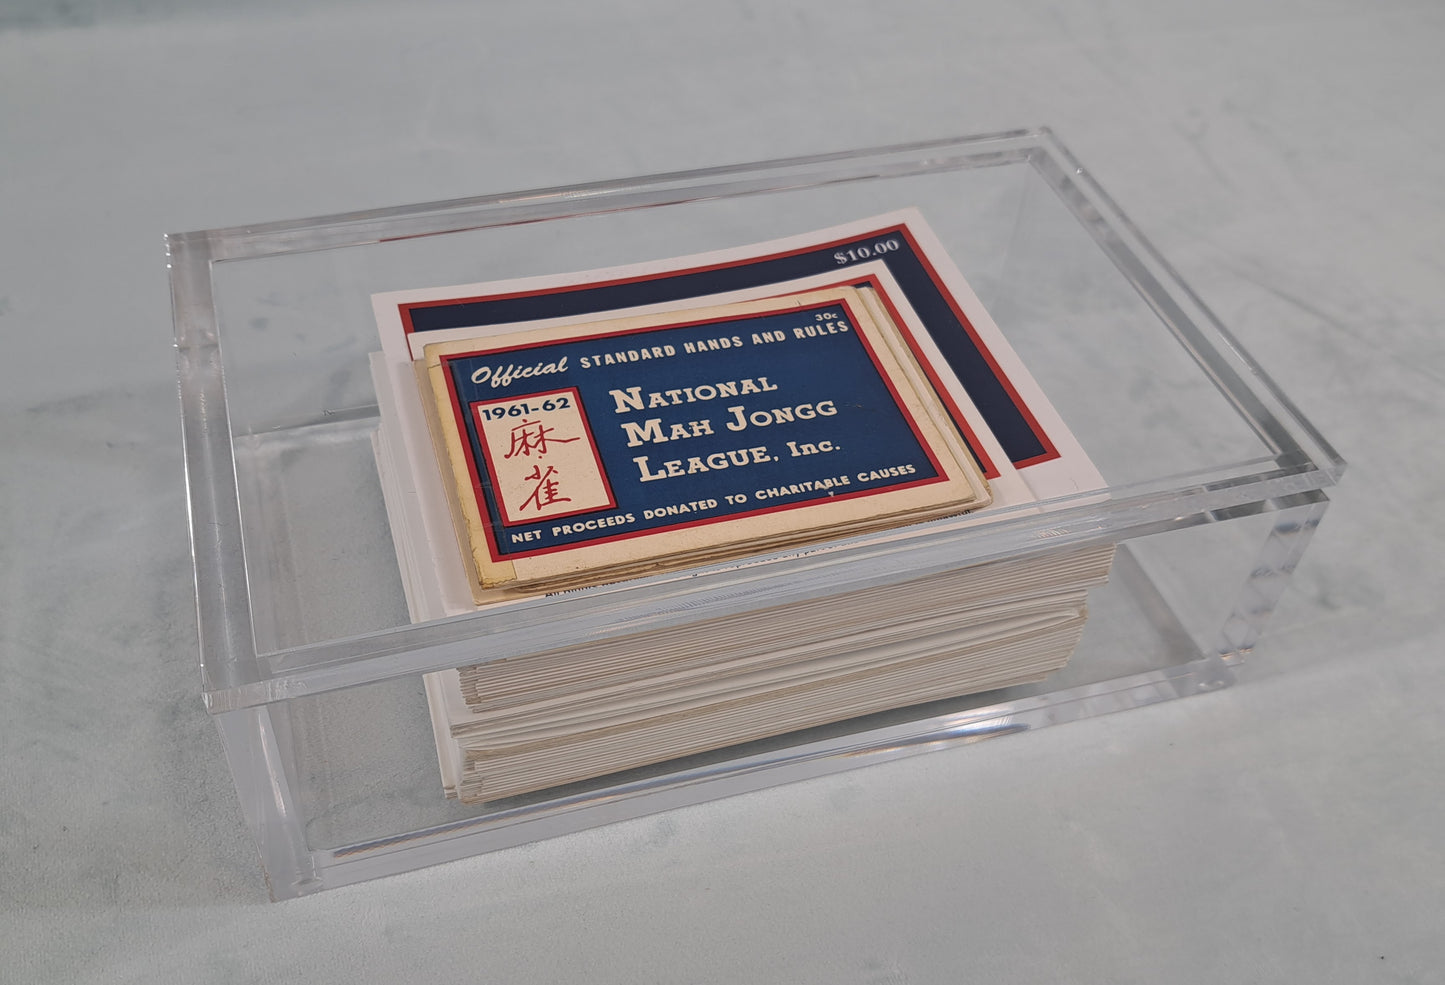 $10.00
30c
Official STANDARD HANDS AND RULES
1961-62
麻
雀
NATIONAL
MAH JONGG
LEAGUE, Inc.
NET PROCEEDS DONATED TO CHARITABLE CAUSES